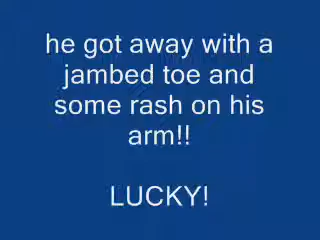 he got away with a
jambed toe and
some rash on his
arm!!
LUCKY!